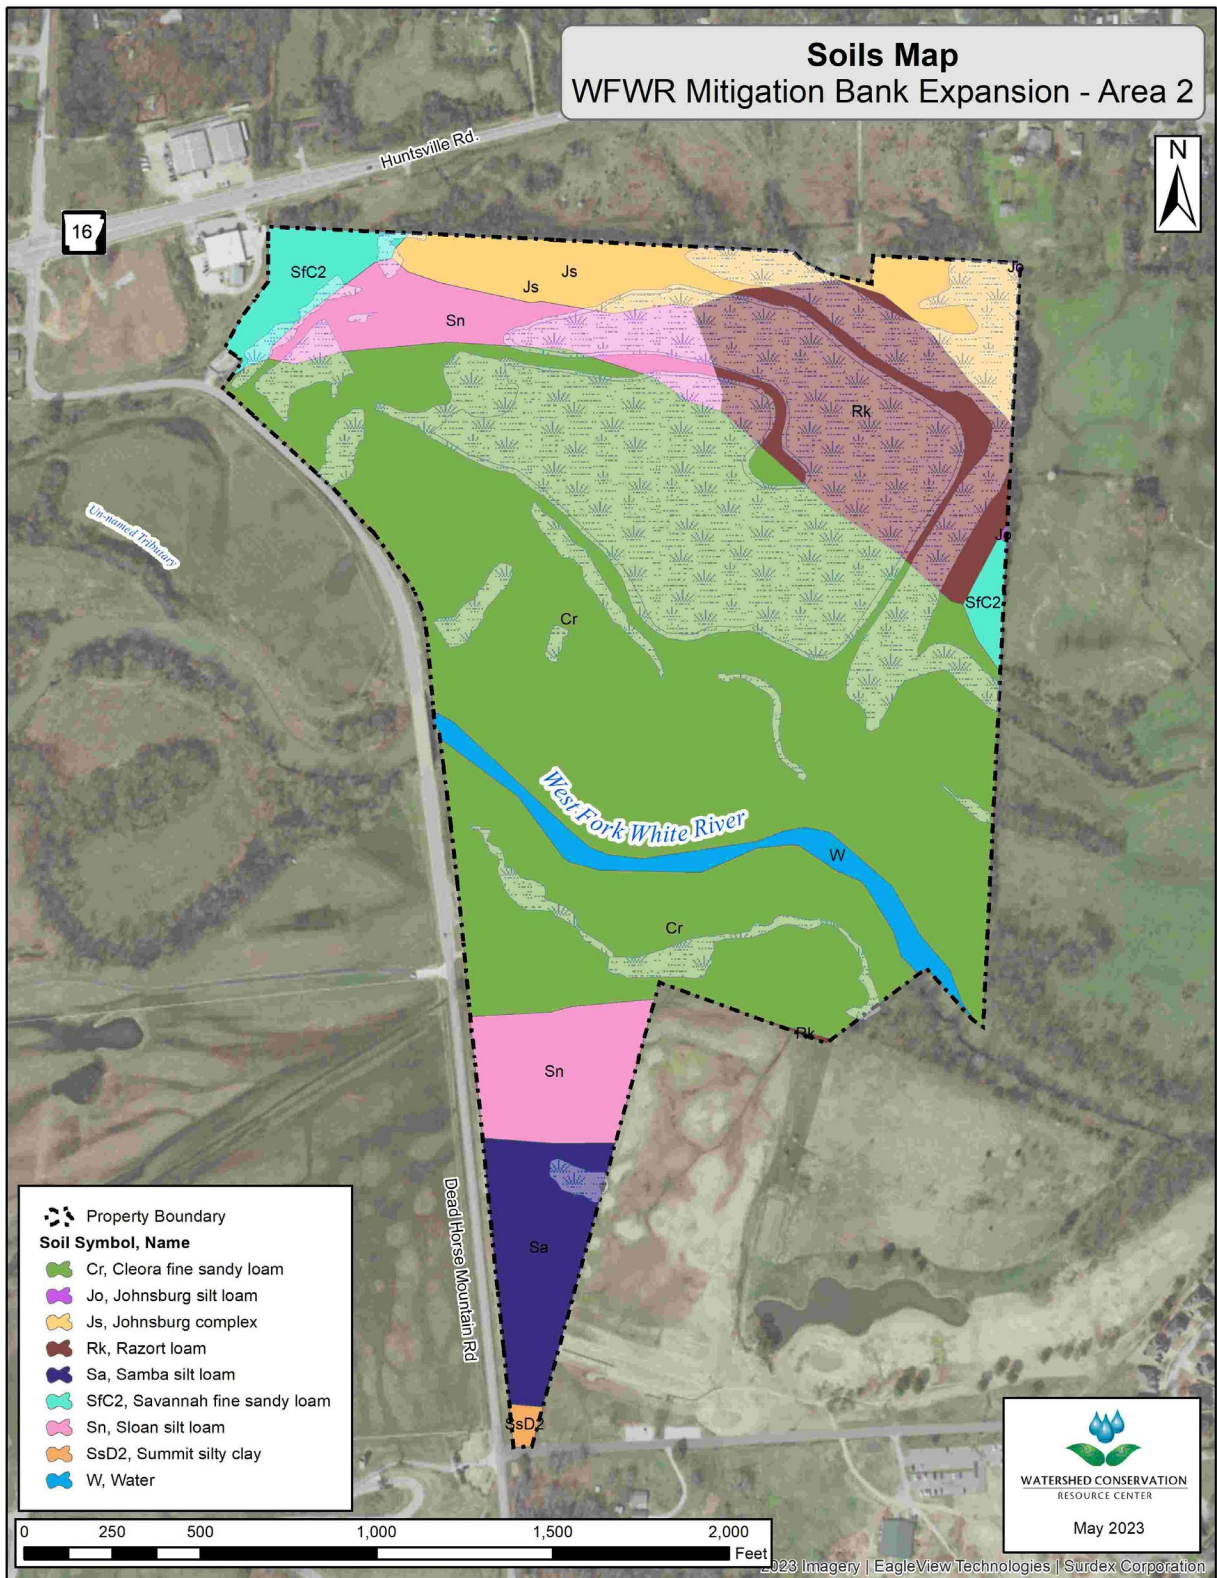 Soils Map
WFWR Mitigation Bank Expansion - Area 2
N
Huntsville Rd.
16
SfC2
Js
Jo
Js
Sn
Rk
Un-named Tributary
Jo
SfC2
Cr
West Fork White River
W
Cr
Rk
Sn
Dead Horse Mountain Rd
Sa
SsD2
Property Boundary
Soil Symbol, Name
Cr, Cleora fine sandy loam
Jo, Johnsburg silt loam
Js, Johnsburg complex
Rk, Razort loam
Sa, Samba silt loam
SfC2, Savannah fine sandy loam
Sn, Sloan silt loam
SsD2, Summit silty clay
W, Water
WATERSHED CONSERVATION
RESOURCE CENTER
May 2023
0 250 500 1,000 1,500 2,000
Feet
2023 Imagery | EagleView Technologies | Surdex Corporation